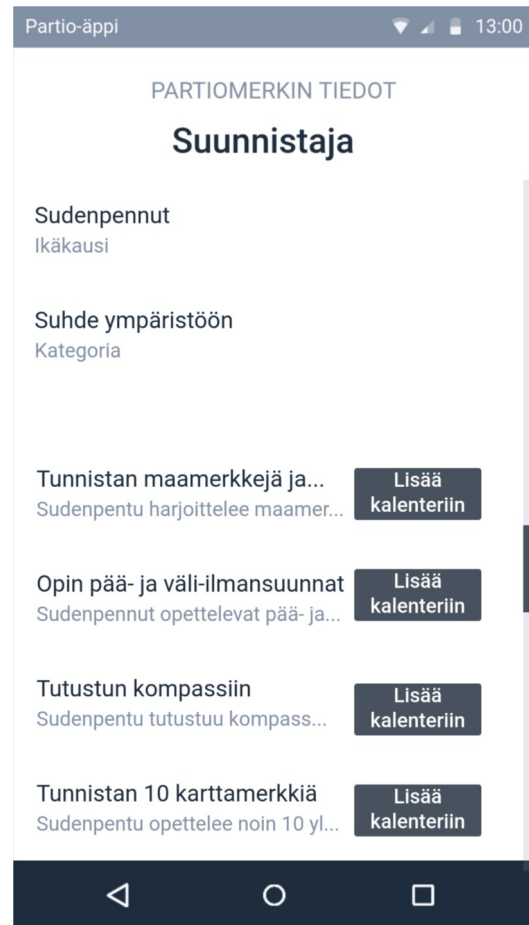 Partio-äppi 13:00
PARTIOMERKIN TIEDOT
Suunnistaja
Sudenpennut
Ikäkausi
Suhde ympäristöön
Kategoria
Tunnistan maamerkkejä ja...
Sudenpentu harjoittelee maamer...
Lisää
kalenteriin
Opin pää- ja väli-ilmansuunnat
Sudenpennut opettelevat pää- ja...
Lisää
kalenteriin
Tutustun kompassiin
Sudenpentu tutustuu kompass...
Lisää
kalenteriin
Tunnistan 10 karttamerkkiä
Sudenpentu opettelee noin 10 yl...
Lisää
kalenteriin